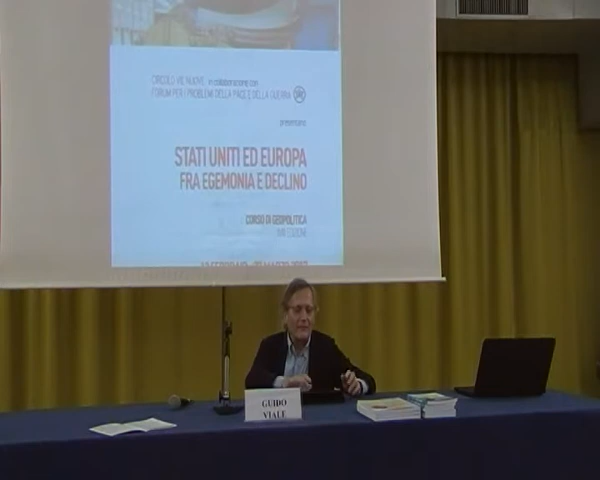 CIRCOLO VIE NUOVE, in collaborazione con
FORUM PER I PROBLEMI DELLA PACE E DELLA GUERRA
presentano
STATI UNITI ED EUROPA
FRA EGEMONIA E DECLINO
CORSO DI GEOPOLITICA
EDIZIONE
GUIDO
VIALE